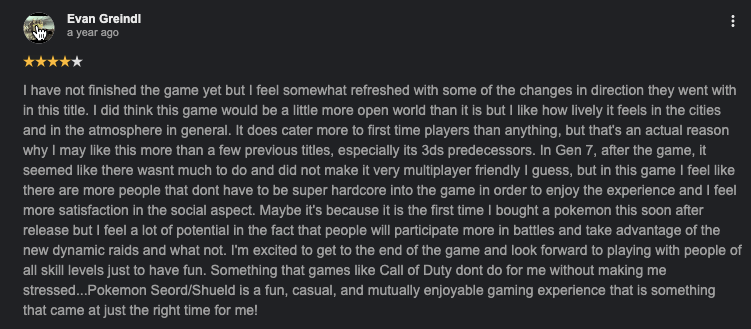 Evan Greindl
a year ago
I have not finished the game yet but I feel somewhat refreshed with some of the changes in direction they went with
in this title. I did think this game would be a little more open world than it is but I like how lively it feels in the cities
and in the atmosphere in general. It does cater more to first time players than anything, but that's an actual reason
why I may like this more than a few previous titles, especially its 3ds predecessors. In Gen 7, after the game, it
seemed like there wasnt much to do and did not make it very multiplayer friendly I guess, but in this game I feel like
there are more people that dont have to be super hardcore into the game in order to enjoy the experience and I feel
more satisfaction in the social aspect. Maybe it's because it is the first time I bought a pokemon this soon after
release but I feel a lot of potential in the fact that people will participate more in battles and take advantage of the
new dynamic raids and what not. I'm excited to get to the end of the game and look forward to playing with people of
all skill levels just to have fun. Something that games like Call of Duty dont do for me without making me
stressed...Pokemon Seord/Shueld is a fun, casual, and mutually enjoyable gaming experience that is something
that came at just the right time for me!